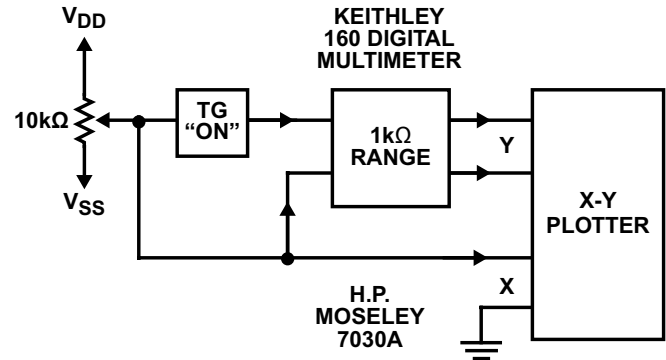 KEITHLEY
160 DIGITAL
MULTIMETER
VDD
10kΩ
VSS
TG
“ON”
1kΩ
RANGE
Y
X-Y
PLOTTER
X
H.P.
MOSELEY
7030A